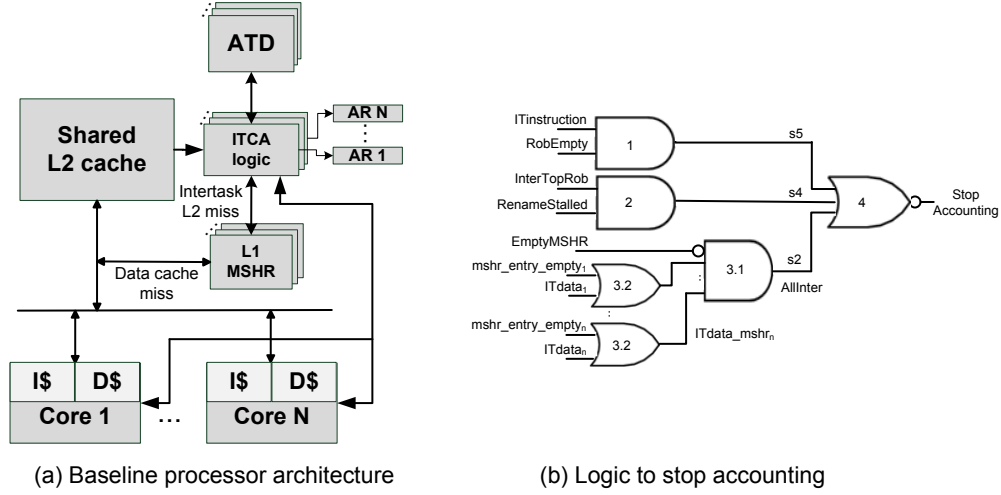 ATD
Shared
L2 cache
ITCA
logic
AR N
AR 1
Intertask
L2 miss
L1
MSHR
Data cache
miss
I$
D$
Core 1
...
I$
D$
Core N
(a) Baseline processor architecture
ITinstruction
RobEmpty
1
s5
InterTopRob
RenameStalled
2
s4
4
Stop
Accounting
EmptyMSHR
mshr_entry_empty1
ITdata1
3.2
3.1
s2
AllInter
mshr_entry_emptyn
ITdatan
3.2
ITdata_mshrn
(b) Logic to stop accounting